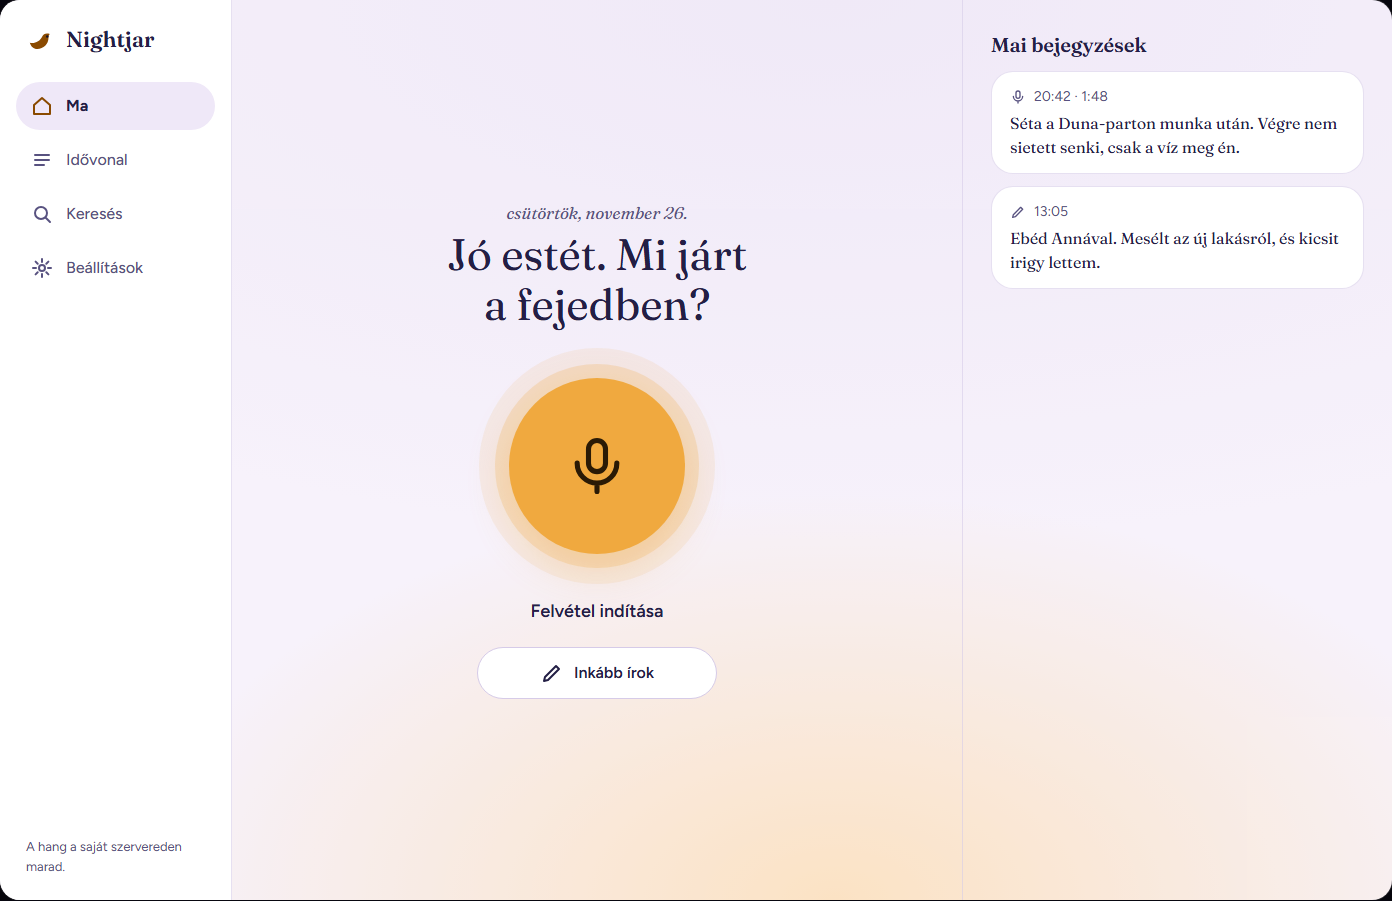 Nightjar
Ma
Idővonal
Keresés
Beállítások
A hang a saját szervereden
marad.
csütörtök, november 26.
Jó estét. Mi járt
a fejedben?
Felvétel indítása
Inkább írok
Mai bejegyzések
20:42 · 1:48
Séta a Duna-parton munka után. Végre nem
sietett senki, csak a víz meg én.
13:05
Ebéd Annával. Mesélt az új lakásról, és kicsit
irigy lettem.